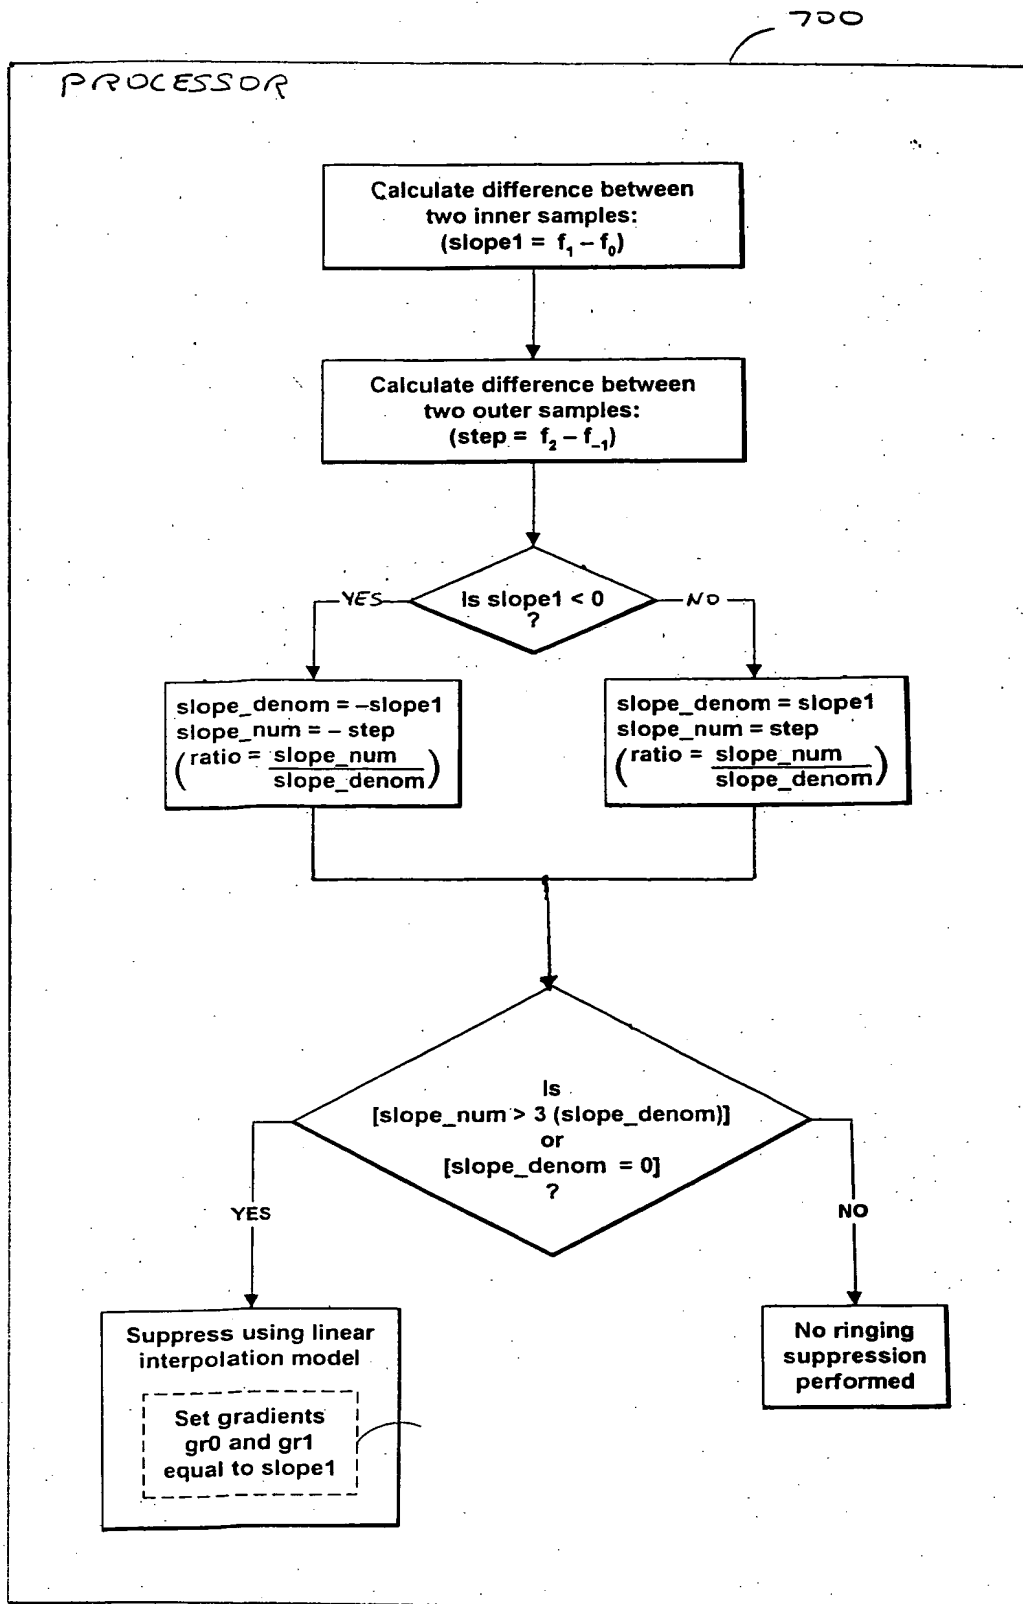 700
PROCESSOR
Calculate difference between
two inner samples:
(slope1 = f₁ – f₀)
Calculate difference between
two outer samples:
(step = f₂ – f₋₁)
Is slope1 < 0
?
YES
NO
slope_denom = –slope1
slope_num = – step
(ratio = slope_num
slope_denom)
slope_denom = slope1
slope_num = step
(ratio = slope_num
slope_denom)
Is
[slope_num > 3 (slope_denom)]
or
[slope_denom = 0]
?
YES
NO
Suppress using linear
interpolation model
Set gradients
gr0 and gr1
equal to slope1
No ringing
suppression
performed